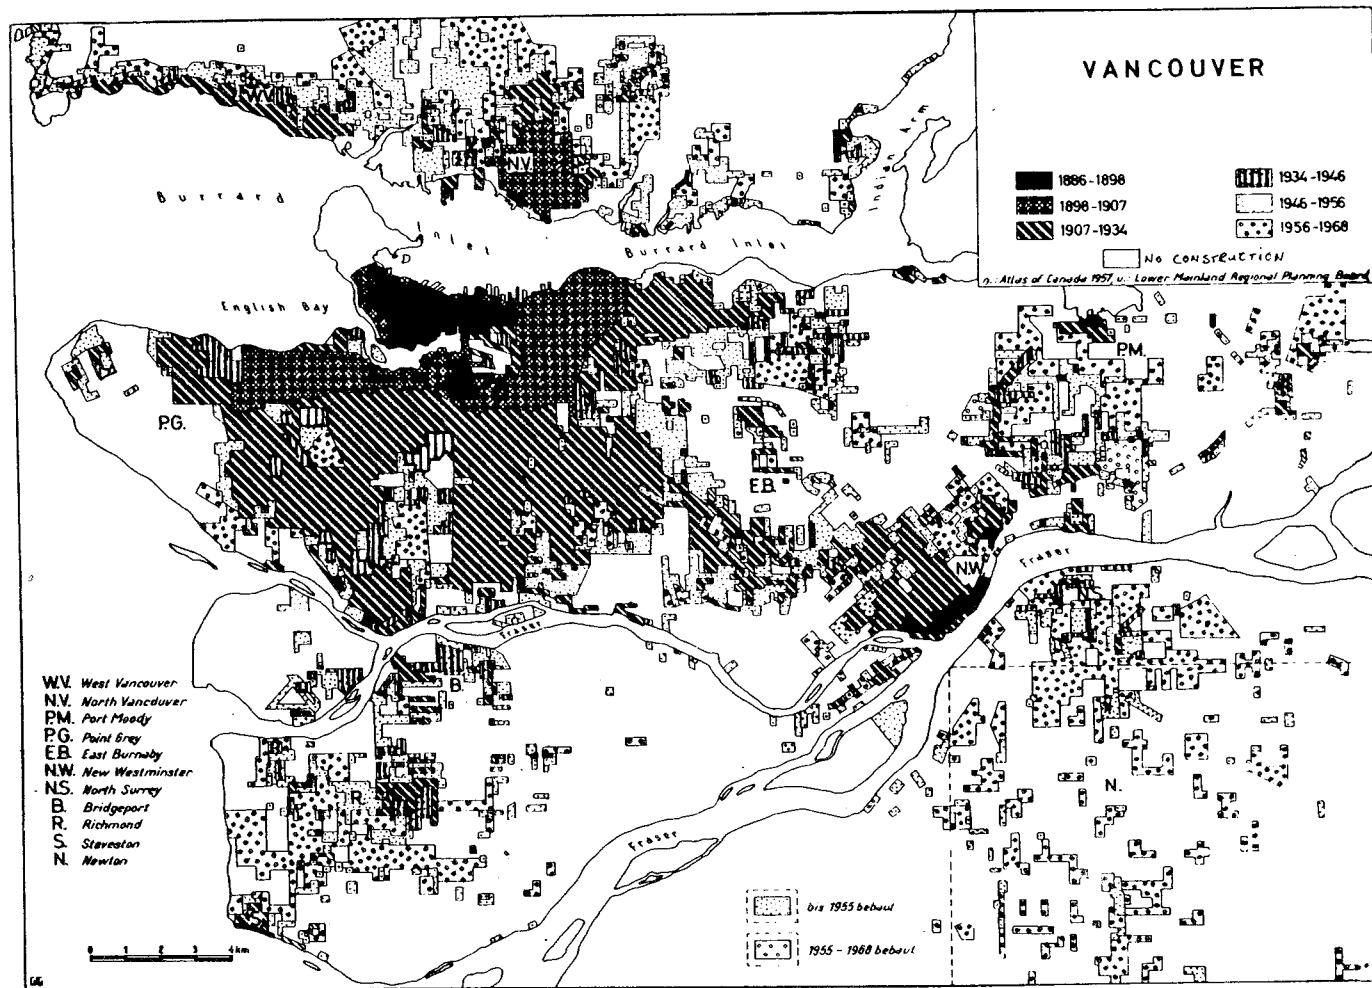 VANCOUVER
1886-1898
1898-1907
1907-1934
1934-1946
1946-1956
1956-1968
NO CONSTRUCTION
n.: Atlas of Canada 1957, u.: Lower Mainland Regional Planning Board
W.V.
N.V.
Indian Arm
Burrard Inlet
Burrard Inlet
English Bay
P.M.
P.G.
E.B.
N.W.
Fraser
N.S.
Fraser
B.
R.
N.
Fraser
W.V. West Vancouver
N.V. North Vancouver
P.M. Port Moody
P.G. Point Grey
E.B. East Burnaby
N.W. New Westminster
N.S. North Surrey
B. Bridgeport
R. Richmond
S. Steveston
N. Newton
bis 1955 bebaut
1955-1968 bebaut
0 1 2 3 4 km